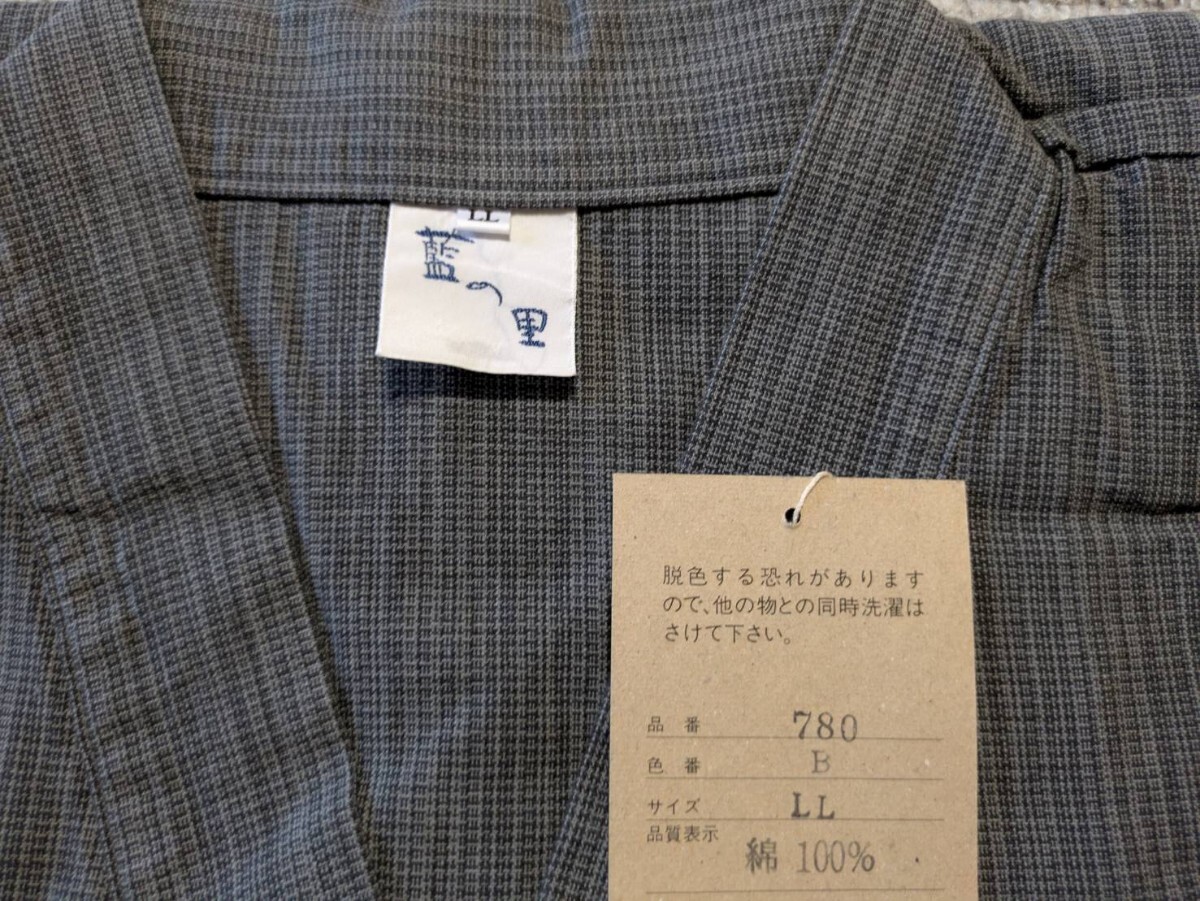 LL
藍の里
脱色する恐れがあります
ので、他の物との同時洗濯は
さけて下さい。
品番 780
色番 B
サイズ LL
品質表示 綿 100%